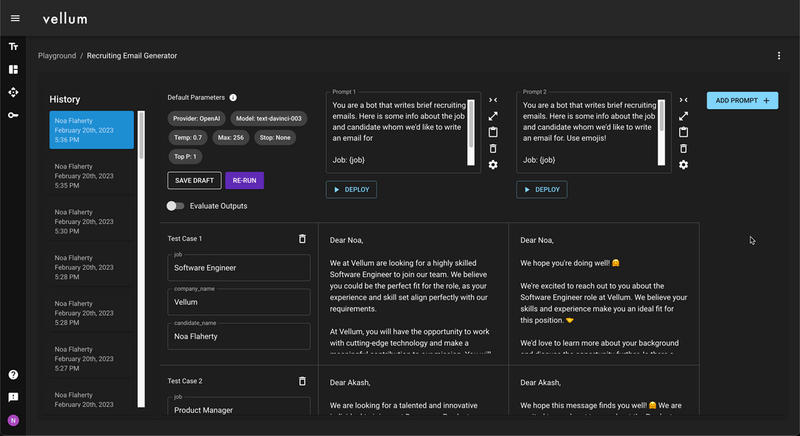 vellum
Playground / Recruiting Email Generator
History
Noa Flaherty
February 20th, 2023
5:36 PM
Noa Flaherty
February 20th, 2023
5:35 PM
Noa Flaherty
February 20th, 2023
5:30 PM
Noa Flaherty
February 20th, 2023
5:28 PM
Noa Flaherty
February 20th, 2023
5:28 PM
Noa Flaherty
February 20th, 2023
5:27 PM
Noa Flaherty
February 20th, 2023
Default Parameters
Provider: OpenAI
Model: text-davinci-003
Temp: 0.7
Max: 256
Stop: None
Top P: 1
SAVE DRAFT
RE-RUN
Evaluate Outputs
Prompt 1
You are a bot that writes brief recruiting
emails. Here is some info about the job
and candidate whom we'd like to write
an email for
Job: {job}
DEPLOY
Prompt 2
You are a bot that writes brief recruiting
emails. Here is some info about the job
and candidate whom we'd like to write
an email for. Use emojis!
Job: {job}
DEPLOY
ADD PROMPT +
Test Case 1
job
Software Engineer
company_name
Vellum
candidate_name
Noa Flaherty
Dear Noa,
We at Vellum are looking for a highly skilled
Software Engineer to join our team. We believe
you could be the perfect fit for the role, as
your experience and skill set align perfectly with our
requirements.
At Vellum, you will have the opportunity to work
with cutting-edge technology and make a
meaningful contribution to our mission. You will
Dear Noa,
We hope you're doing well! 🤗
We're excited to reach out to you about the
Software Engineer role at Vellum. We believe your
skills and experience make you an ideal fit for
this position. 🤝
We'd love to learn more about your background
and discuss the opportunity further. Is there a
Test Case 2
job
Product Manager
Dear Akash,
We are looking for a talented and innovative
Dear Akash,
We hope this message finds you well! 🤗 We are
N